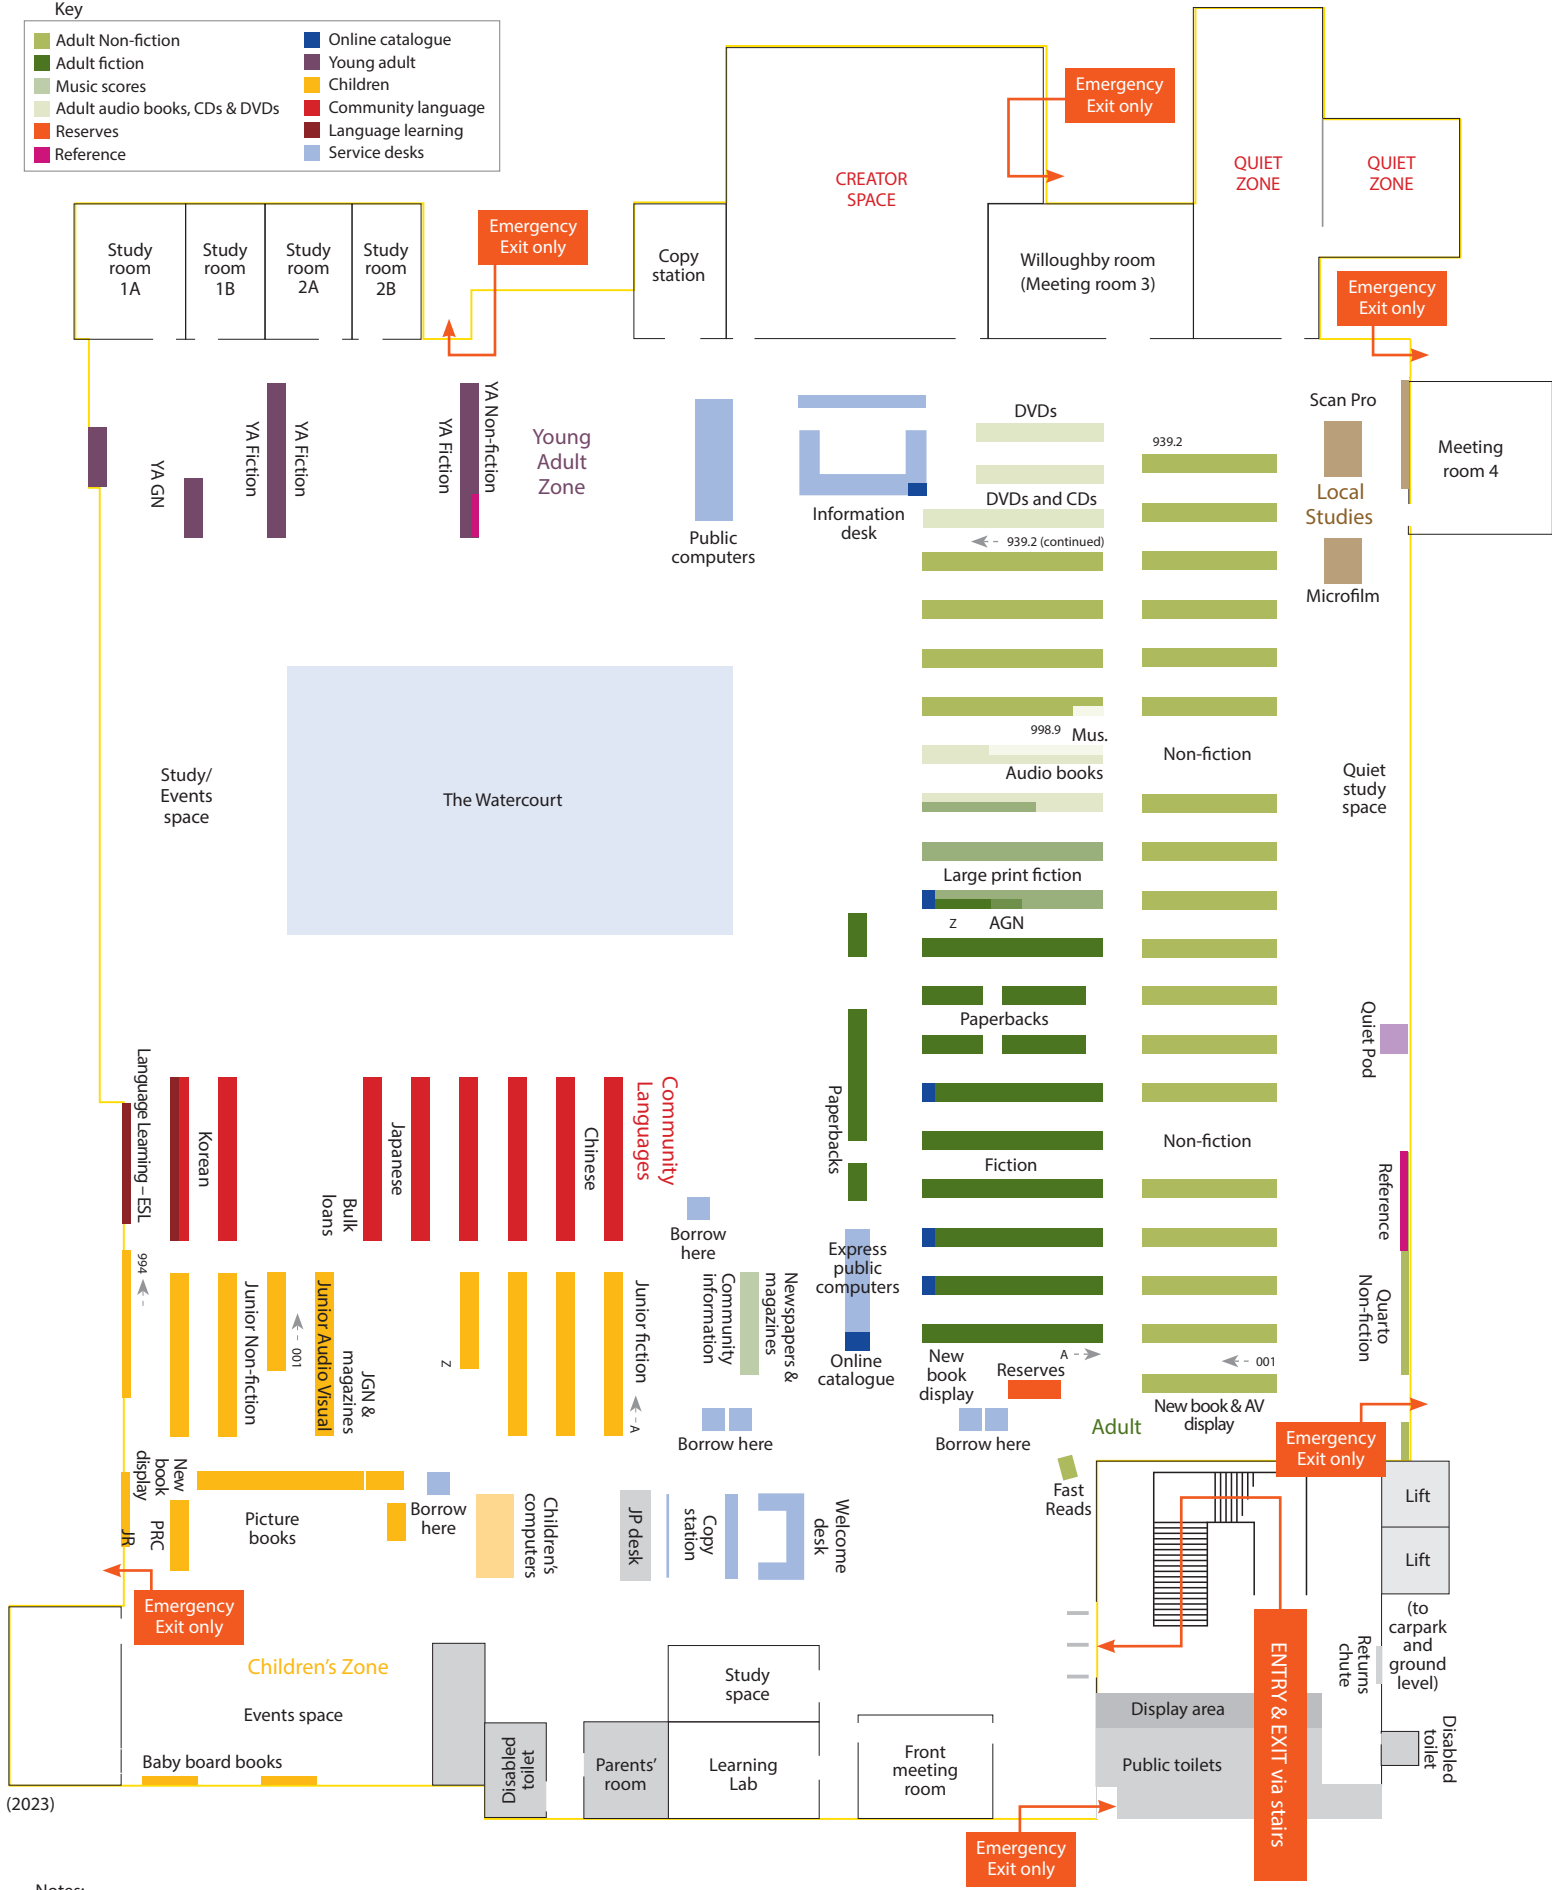 Key
Adult Non-fiction
Adult fiction
Music scores
Adult audio books, CDs & DVDs
Reserves
Reference
Online catalogue
Young adult
Children
Community language
Language learning
Service desks
Emergency
Exit only
QUIET
ZONE
QUIET
ZONE
CREATOR
SPACE
Study
room
1A
Study
room
1B
Study
room
2A
Study
room
2B
Emergency
Exit only
Copy
station
Willoughby room
(Meeting room 3)
Emergency
Exit only
YA GN
YA Fiction
YA Fiction
YA Fiction
YA Non-fiction
Young
Adult
Zone
Public
computers
Information
desk
DVDs
DVDs and CDs
939.2 (continued)
939.2
Scan Pro
Local
Studies
Microfilm
Meeting
room 4
998.9
Mus.
Audio books
Non-fiction
Quiet
study
space
Study/
Events
space
The Watercourt
Large print fiction
Z
AGN
Paperbacks
Paperbacks
Quiet Pod
Language Learning – ESL
Korean
Bulk
loans
Japanese
Chinese
Community
Languages
Borrow
here
Non-fiction
Fiction
Reference
Express
public
computers
Online
catalogue
994
Junior Non-fiction
001
Junior Audio Visual
JGN &
magazines
Z
Junior fiction
A
Community
information
Newspapers &
magazines
Quarto
Non-fiction
A
001
New
book
display
Reserves
New book & AV
display
Borrow here
Borrow here
Adult
Emergency
Exit only
Fast
Reads
New
book
display
JR
PRC
Picture
books
Borrow
here
Children's
computers
JP desk
Copy
station
Welcome
desk
Lift
Lift
(to
carpark
and
ground
level)
Returns
chute
Emergency
Exit only
Children's Zone
Events space
Baby board books
Disabled
toilet
Parents'
room
Study
space
Learning
Lab
Front
meeting
room
Display area
Public toilets
ENTRY & EXIT via stairs
Disabled
toilet
Emergency
Exit only
(2023)